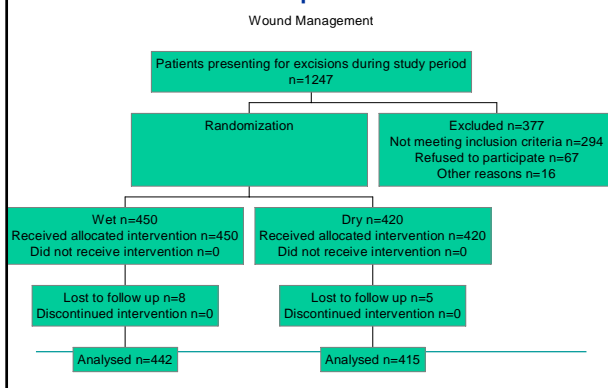 Wound Management
Patients presenting for excisions during study period
n=1247
Randomization
Excluded n=377
Not meeting inclusion criteria n=294
Refused to participate n=67
Other reasons n=16
Wet n=450
Received allocated intervention n=450
Did not receive intervention n=0
Dry n=420
Received allocated intervention n=420
Did not receive intervention n=0
Lost to follow up n=8
Discontinued intervention n=0
Lost to follow up n=5
Discontinued intervention n=0
Analysed n=442
Analysed n=415